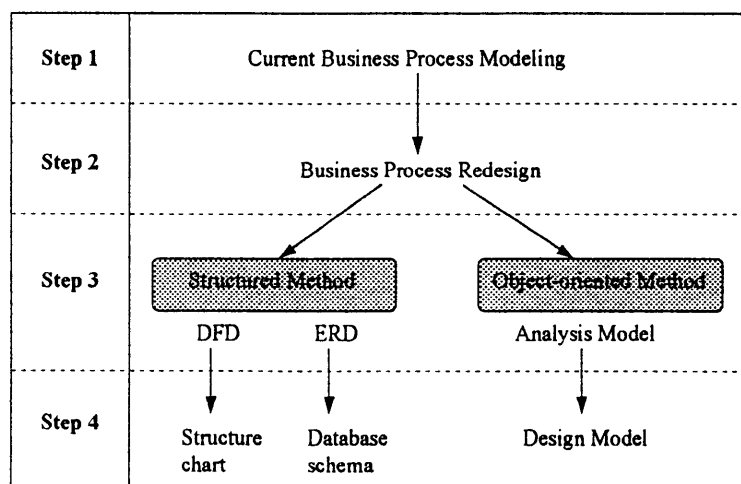 Step 1
Current Business Process Modeling
Step 2
Business Process Redesign
Step 3
Structured Method
Object-oriented Method
DFD
ERD
Analysis Model
Step 4
Structure
chart
Database
schema
Design Model